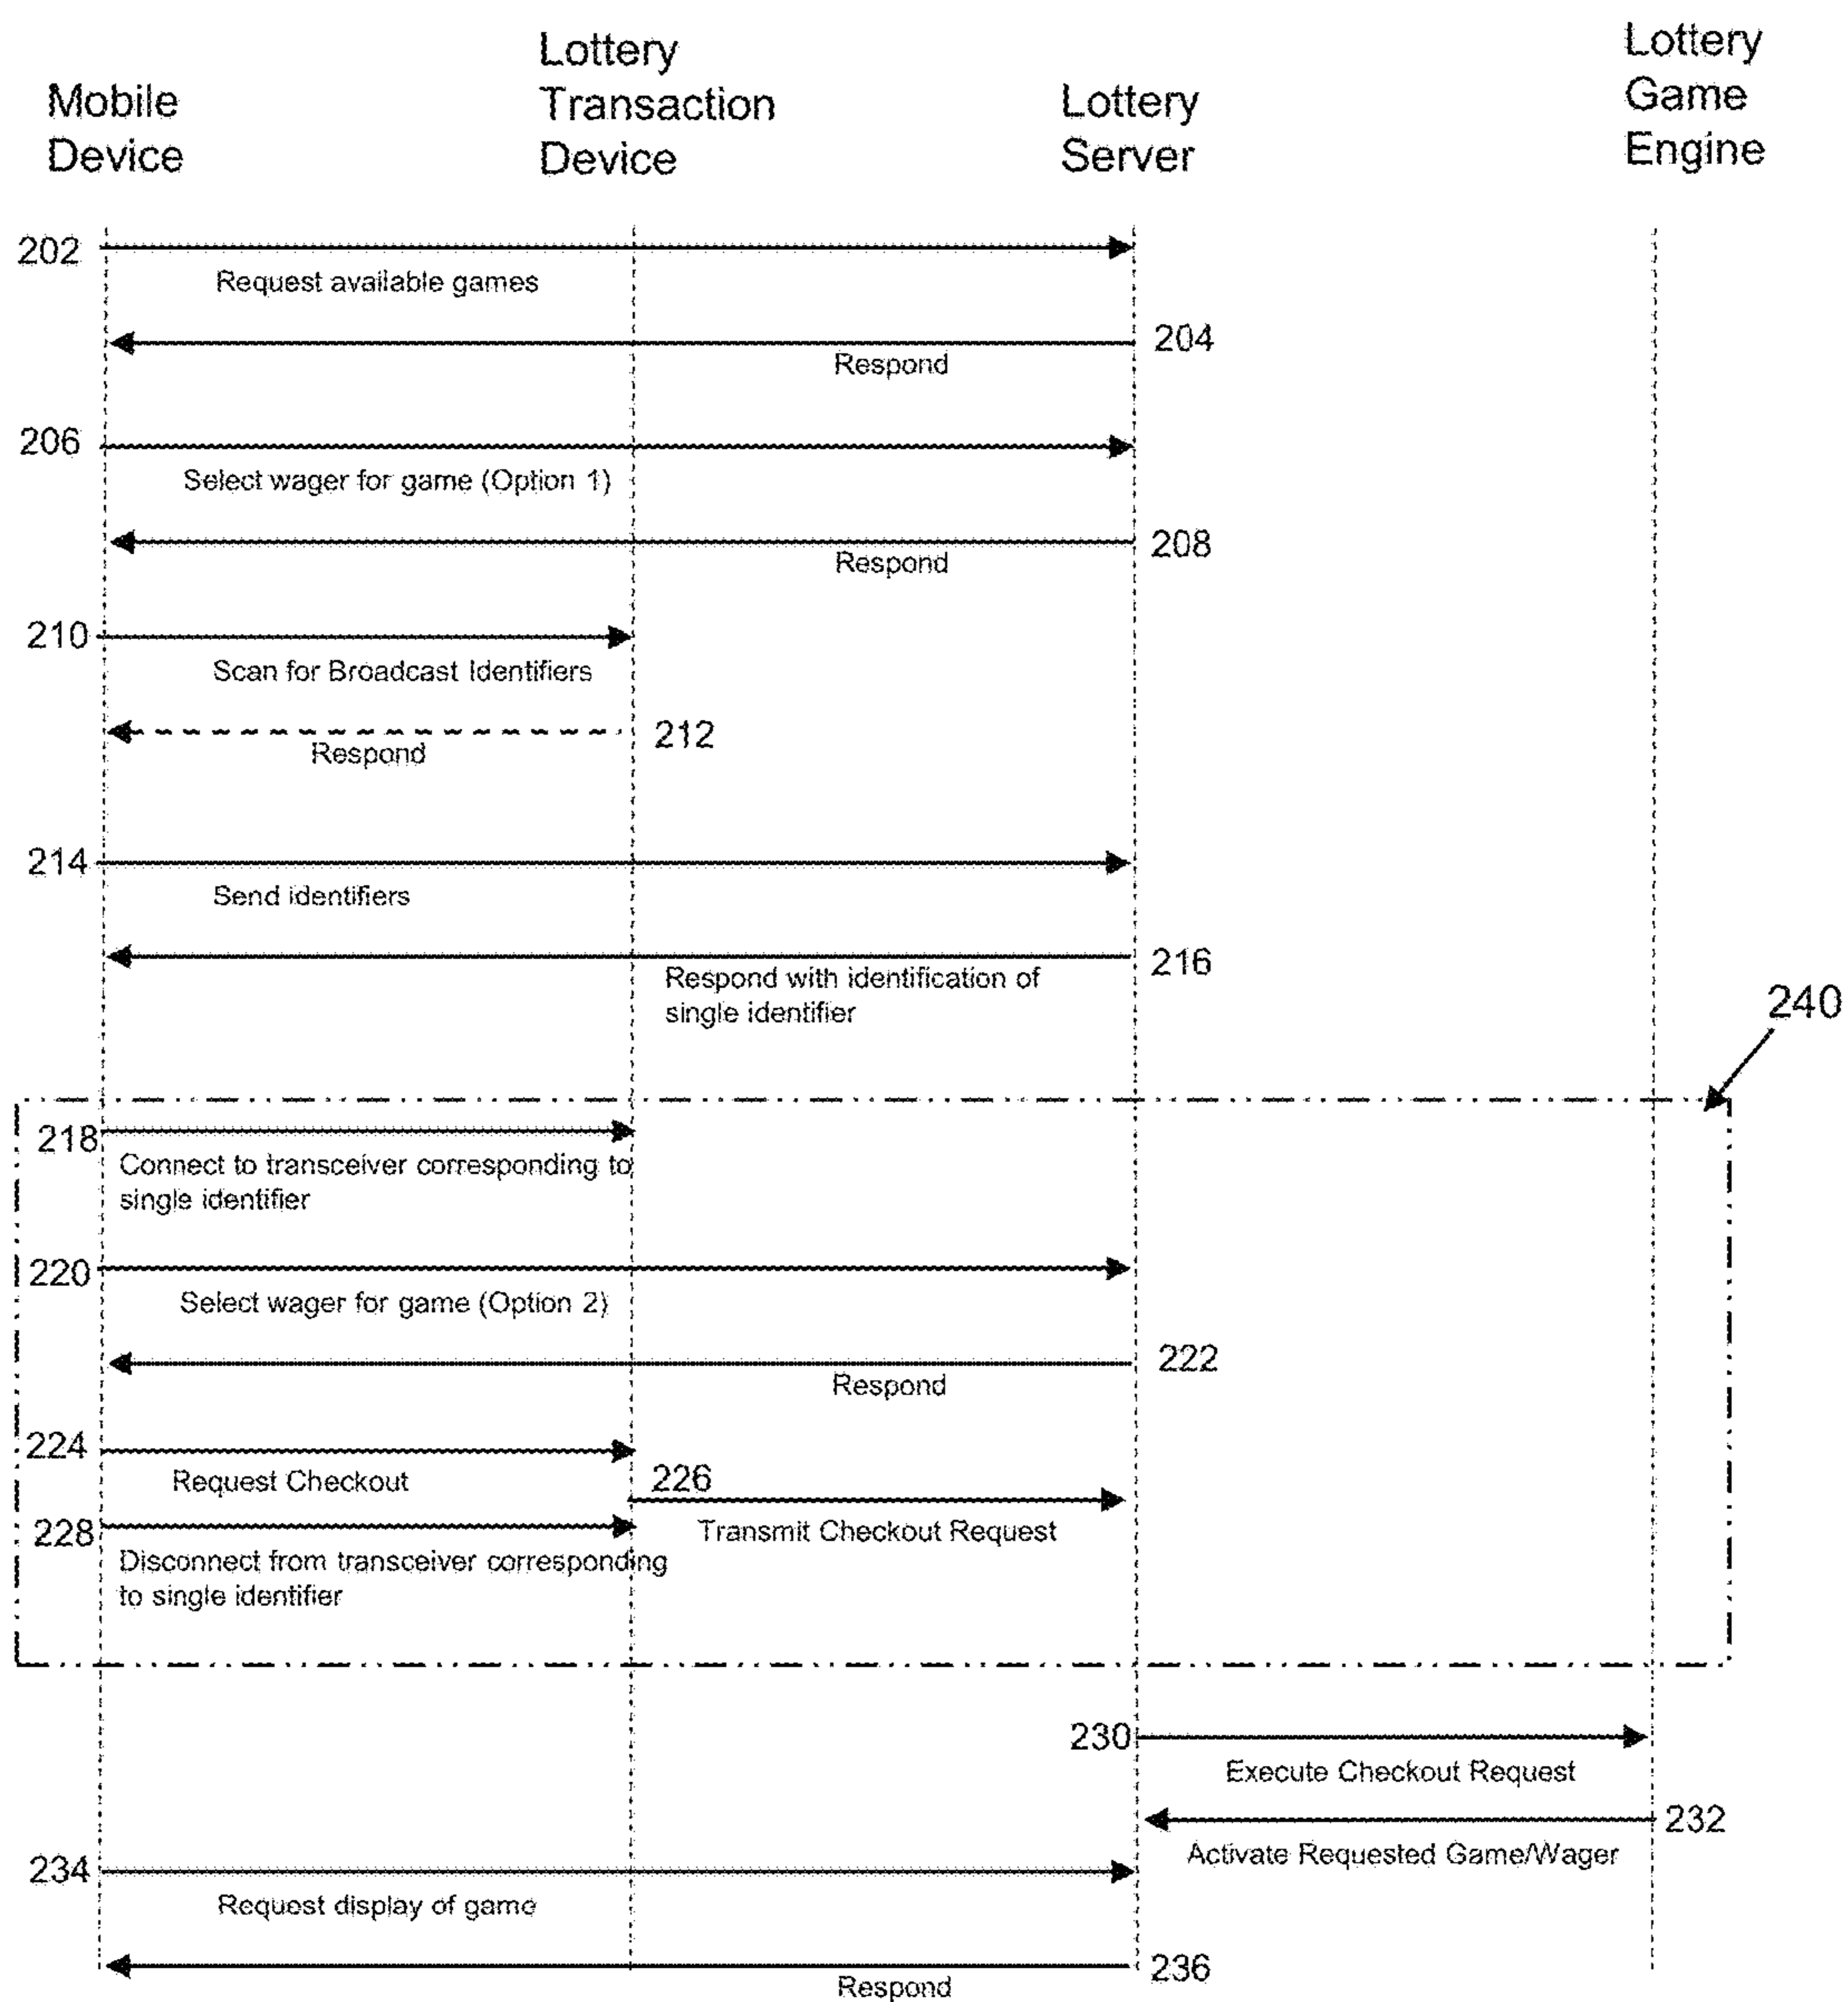 Mobile
Device
Lottery
Transaction
Device
Lottery
Server
Lottery
Game
Engine
202
Request available games
204
Respond
206
Select wager for game (Option 1)
208
Respond
210
Scan for Broadcast Identifiers
212
Respond
214
Send identifiers
216
Respond with identification of
single identifier
240
218
Connect to transceiver corresponding to
single identifier
220
Select wager for game (Option 2)
222
Respond
224
Request Checkout
226
Transmit Checkout Request
228
Disconnect from transceiver corresponding
to single identifier
230
Execute Checkout Request
232
Activate Requested Game/Wager
234
Request display of game
236
Respond